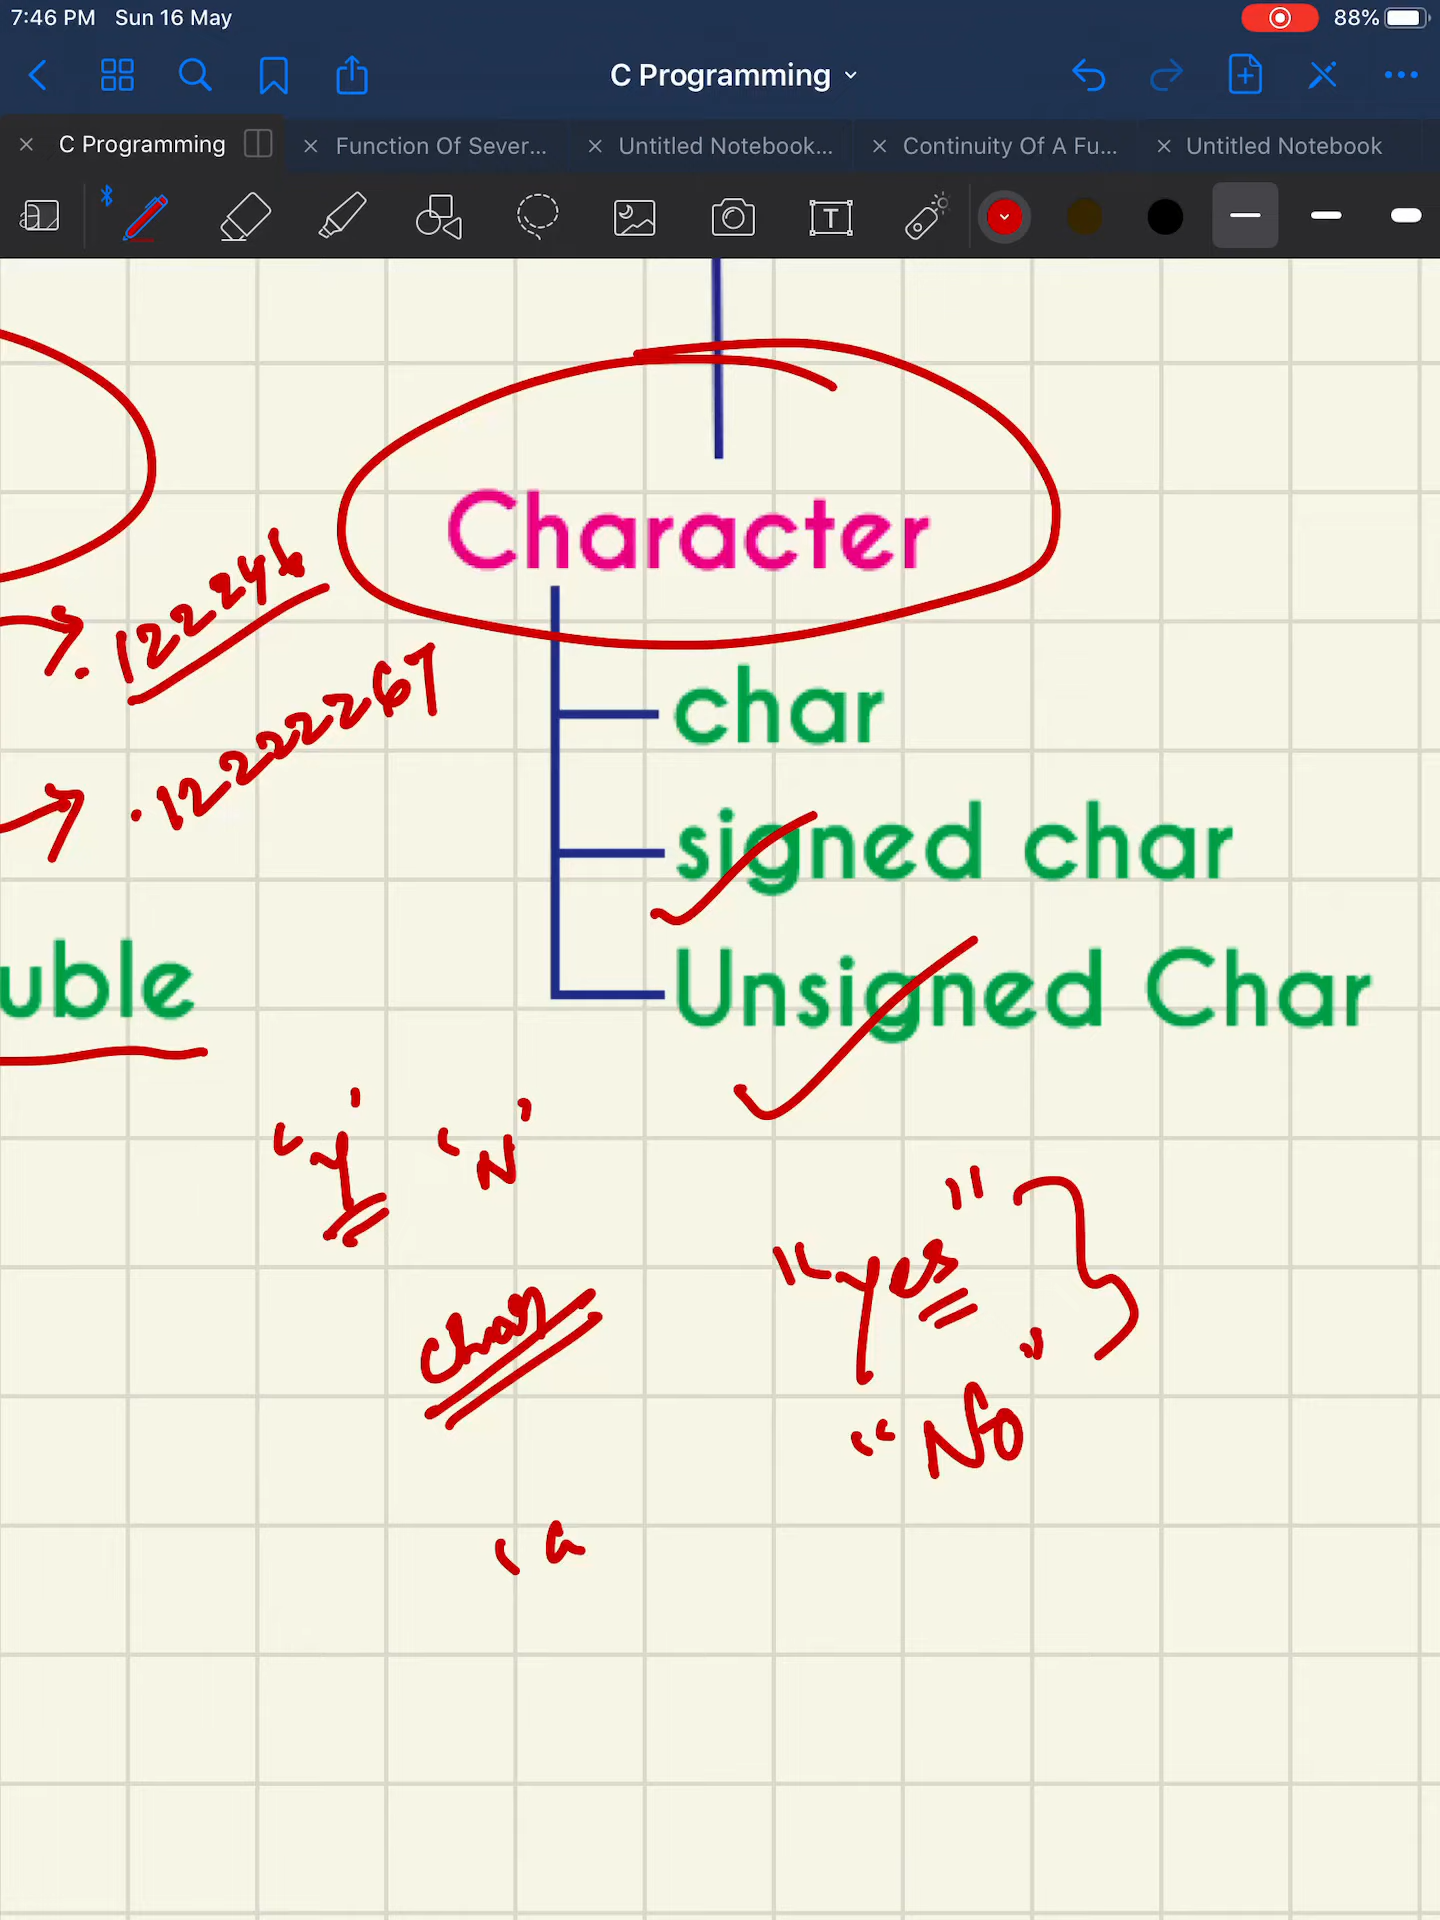 7:46 PM Sun 16 May
88%
C Programming
C Programming
Function Of Sever...
Untitled Notebook...
Continuity Of A Fu...
Untitled Notebook
T
Character
.122246
.12222267
char
signed char
Unsigned Char
uble
'Y' 'N'
"Yes"
char
"No"
'a